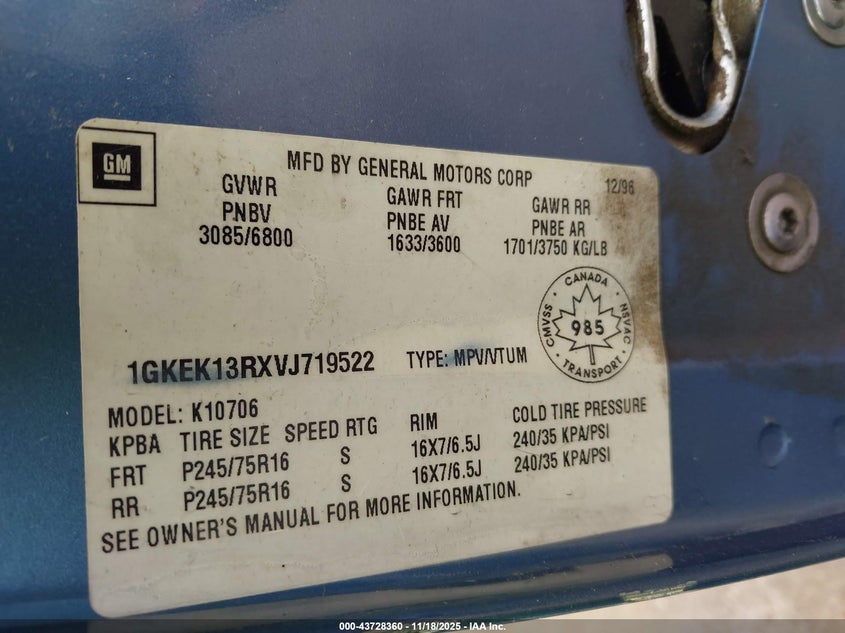 GM
MFD BY GENERAL MOTORS CORP 12/96
GVWR GAWR FRT GAWR RR
PNBV PNBE AV PNBE AR
3085/6800 1633/3600 1701/3750 KG/LB
CANADA
CMVSS 985 NSVAC
TRANSPORT
1GKEK13RXVJ719522 TYPE: MPV/VTUM
MODEL: K10706
KPBA TIRE SIZE SPEED RTG RIM COLD TIRE PRESSURE
FRT P245/75R16 S 16X7/6.5J 240/35 KPA/PSI
RR P245/75R16 S 16X7/6.5J 240/35 KPA/PSI
SEE OWNER'S MANUAL FOR MORE INFORMATION.
000-43728360 | 11/18/2025 - IAA Inc.